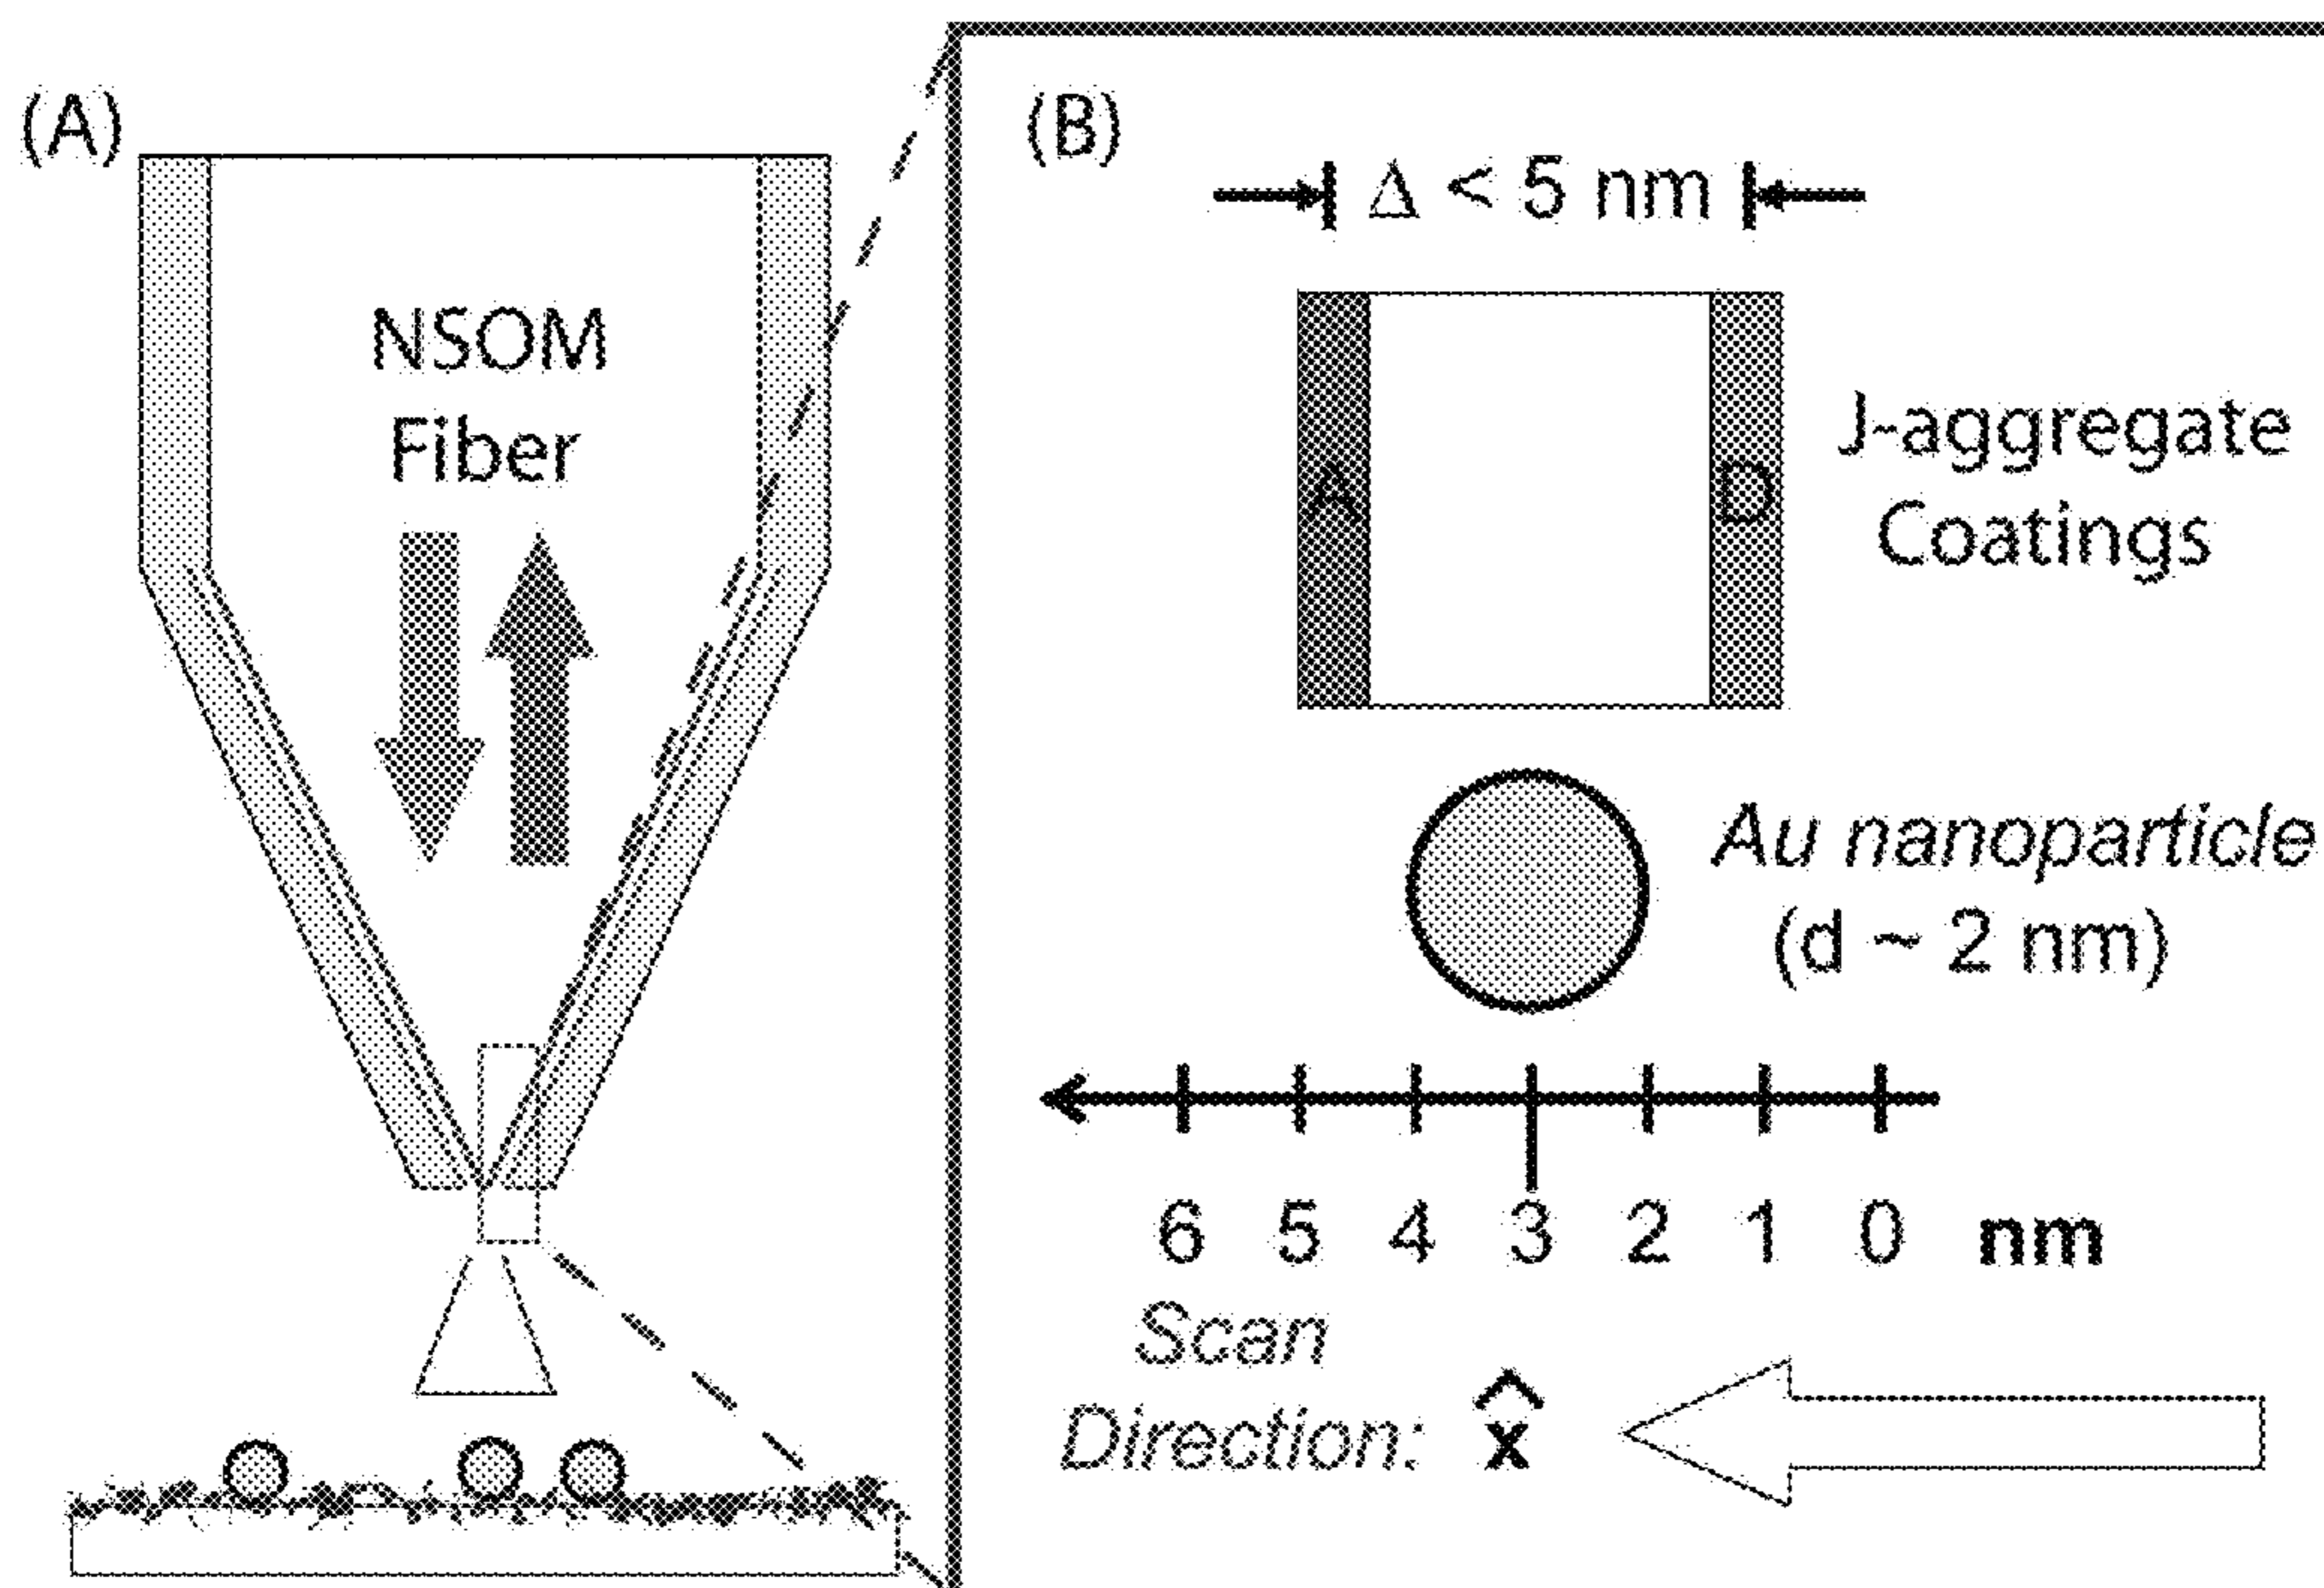 (A)
NSOM
Fiber
(B)
Δ < 5 nm
A
D
J-aggregate
Coatings
Au nanoparticle
(d ~ 2 nm)
6 5 4 3 2 1 0 nm
Scan
Direction: x̂